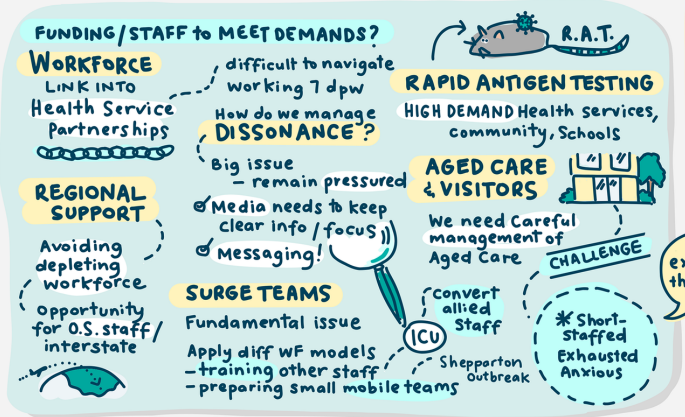 FUNDING/STAFF to MEET DEMANDS?
WORKFORCE
LINK INTO
Health Service
Partnerships
difficult to navigate
working 7 dpw
How do we manage
DISSONANCE?
Big issue
– remain pressured
Media needs to keep
clear info / focus
Messaging!
R.A.T.
RAPID ANTIGEN TESTING
HIGH DEMAND Health services,
community, Schools
AGED CARE
& VISITORS
We need Careful
management of
Aged Care
CHALLENGE
* Short-
staffed
Exhausted
Anxious
REGIONAL
SUPPORT
Avoiding
depleting
workforce
Opportunity
for O.S. staff/
interstate
SURGE TEAMS
Fundamental issue
Apply diff WF models
– training other staff
– preparing small mobile teams
ICU
convert
allied
Staff
Shepparton
outbreak